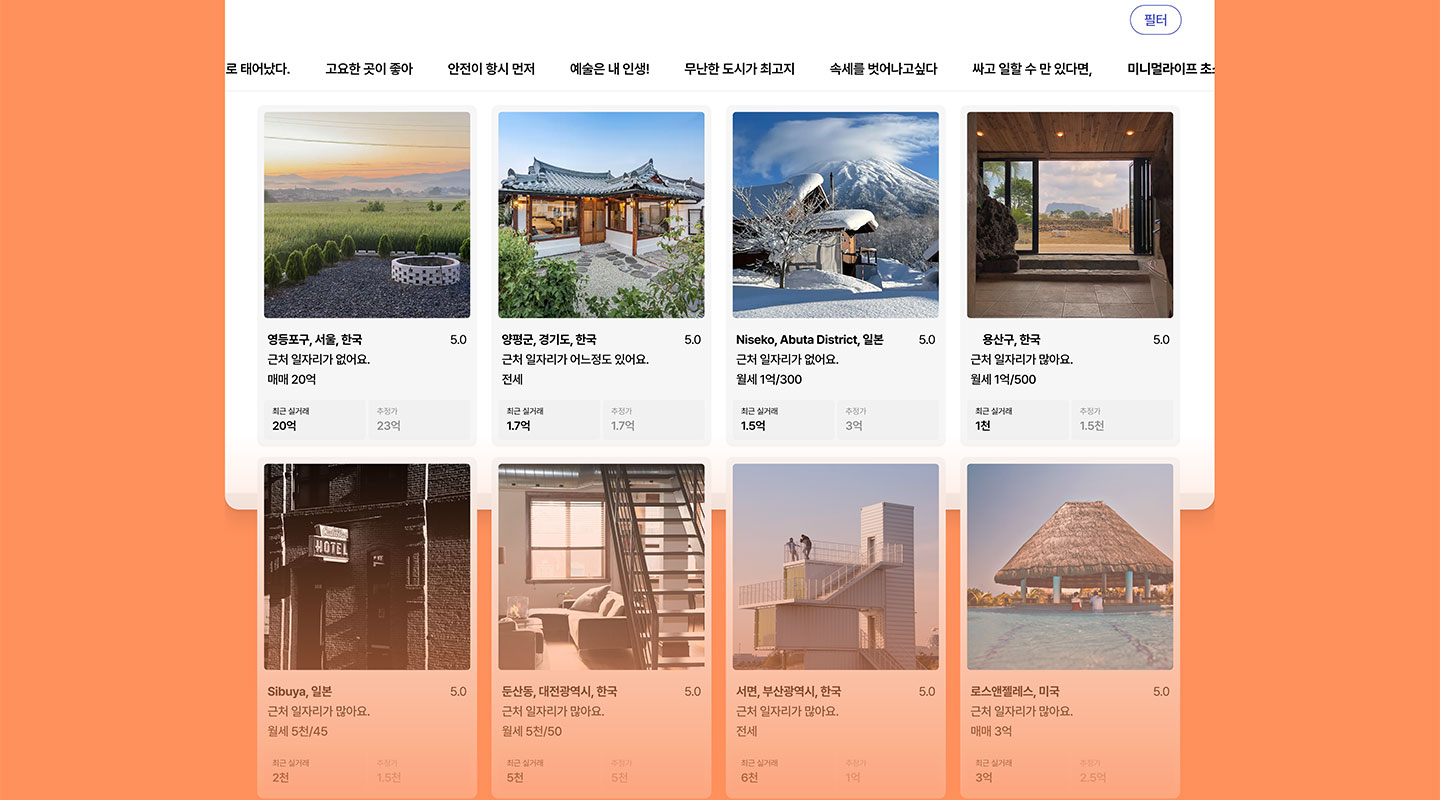 필터
로 태어났다.
고요한 곳이 좋아
안전이 항시 먼저
예술은 내 인생!
무난한 도시가 최고지
속세를 벗어나고싶다
싸고 일할 수 만 있다면,
미니멀라이프 초
영등포구, 서울, 한국 5.0
근처 일자리가 없어요.
매매 20억
최근 실거래 추정가
20억 23억
양평군, 경기도, 한국 5.0
근처 일자리가 어느정도 있어요.
전세
최근 실거래 추정가
1.7억 1.7억
Niseko, Abuta District, 일본 5.0
근처 일자리가 없어요.
월세 1억/300
최근 실거래 추정가
1.5억 3억
용산구, 한국 5.0
근처 일자리가 많아요.
월세 1억/500
최근 실거래 추정가
1천 1.5천
HOTEL
Sibuya, 일본 5.0
근처 일자리가 많아요.
월세 5천/45
최근 실거래 추정가
2천 1.5천
둔산동, 대전광역시, 한국 5.0
근처 일자리가 많아요.
월세 5천/50
최근 실거래 추정가
5천 5천
서면, 부산광역시, 한국 5.0
근처 일자리가 많아요.
전세
최근 실거래 추정가
6천 1억
로스앤젤레스, 미국 5.0
근처 일자리가 많아요.
매매 3억
최근 실거래 추정가
3억 2.5억